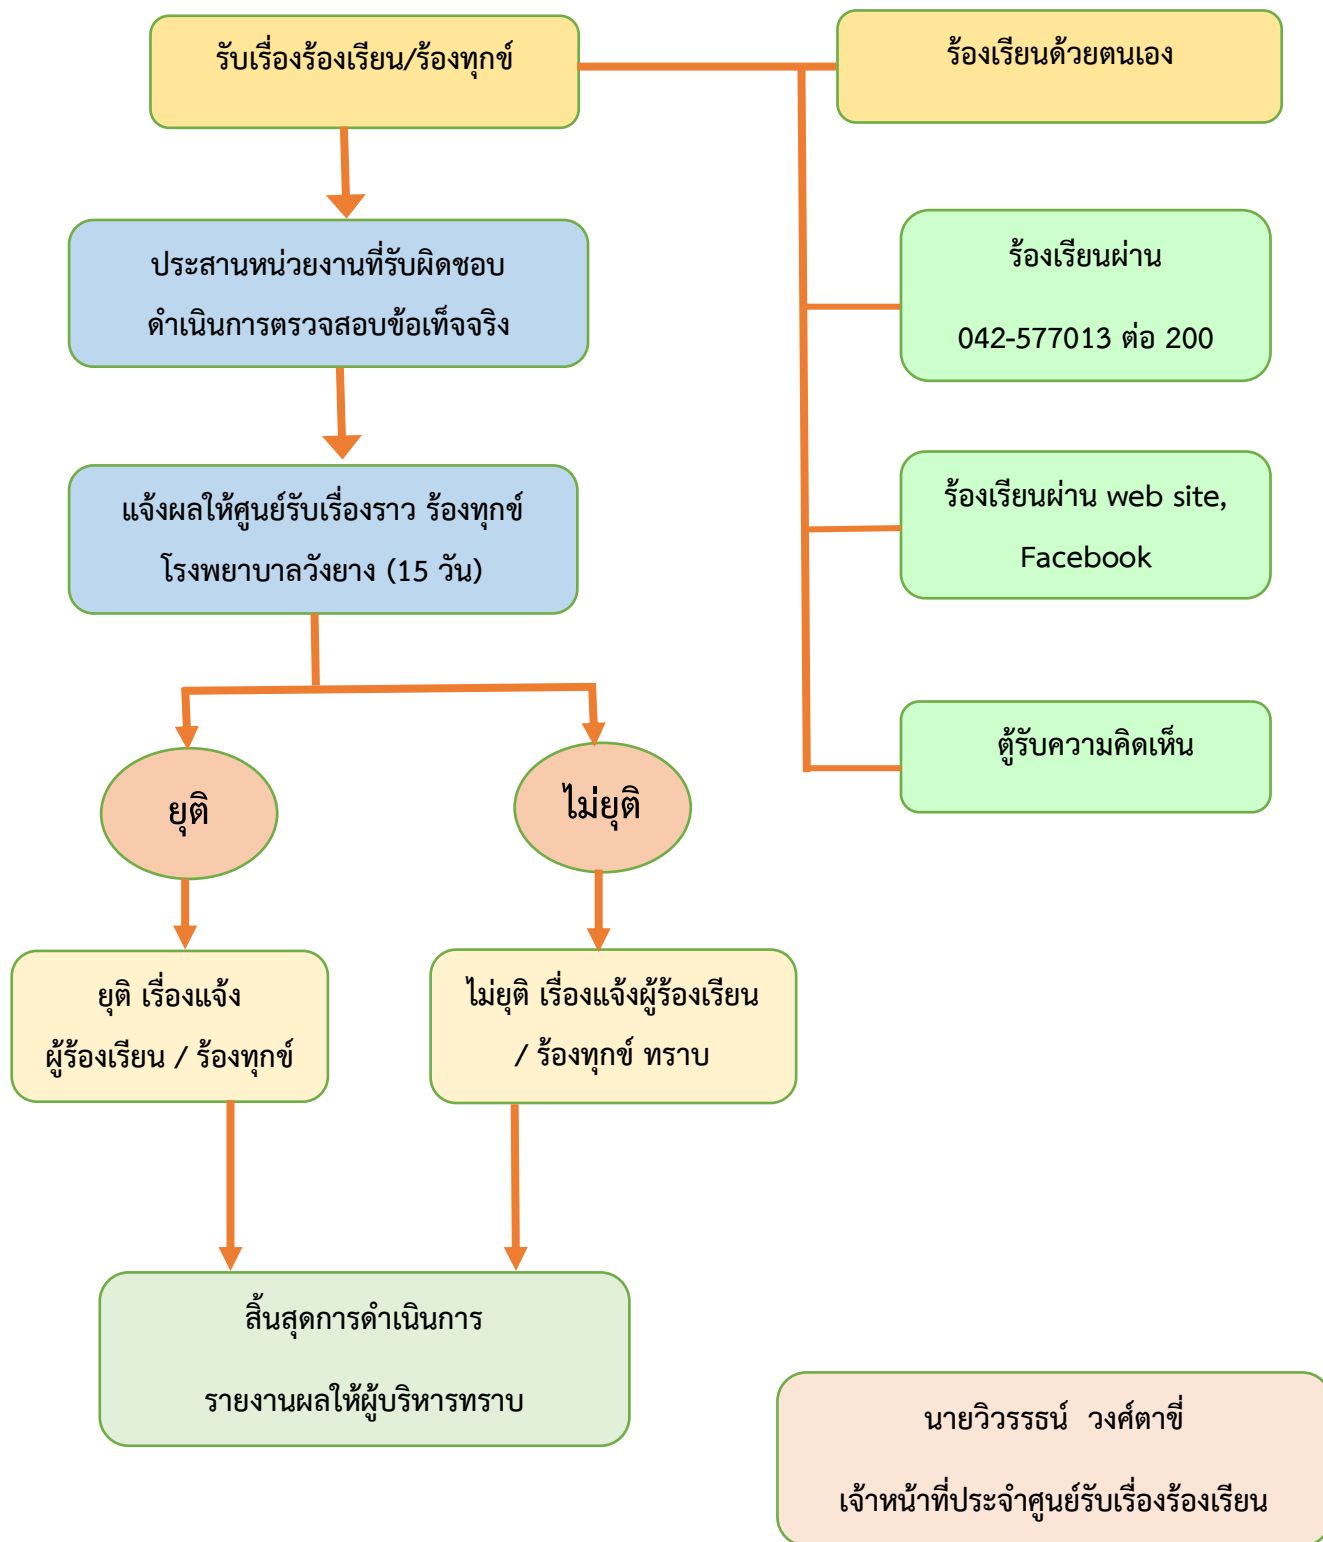 รับเรื่องร้องเรียน/ร้องทุกข์
ร้องเรียนด้วยตนเอง
ประสานหน่วยงานที่รับผิดชอบ
ดำเนินการตรวจสอบข้อเท็จจริง
ร้องเรียนผ่าน
042-577013 ต่อ 200
แจ้งผลให้ศูนย์รับเรื่องราว ร้องทุกข์
โรงพยาบาลวังยาง (15 วัน)
ร้องเรียนผ่าน web site,
Facebook
ตู้รับความคิดเห็น
ยุติ
ไม่ยุติ
ยุติ เรื่องแจ้ง
ผู้ร้องเรียน / ร้องทุกข์
ไม่ยุติ เรื่องแจ้งผู้ร้องเรียน
/ ร้องทุกข์ ทราบ
สิ้นสุดการดำเนินการ
รายงานผลให้ผู้บริหารทราบ
นายวิวรรธน์ วงศ์ตาขี่
เจ้าหน้าที่ประจำศูนย์รับเรื่องร้องเรียน